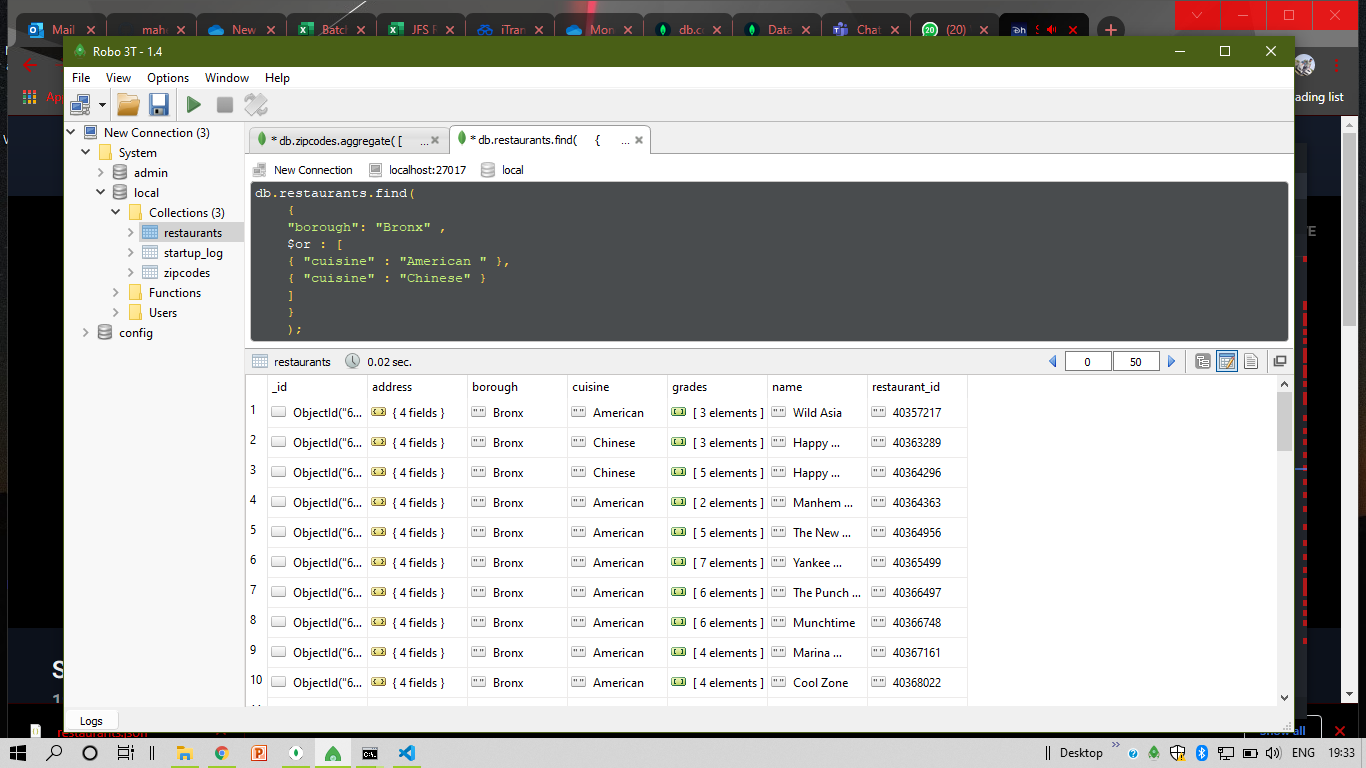 Mail
mah
New
Batcl
JFS F
iTran
Mon
db.c
Data
Chat
20 (20)
Robo 3T - 1.4
File View Options Window Help
ading list
New Connection (3)
System
admin
local
Collections (3)
restaurants
startup_log
zipcodes
Functions
Users
config
* db.zipcodes.aggregate( [ ...
* db.restaurants.find( { ...
New Connection localhost:27017 local
db.restaurants.find(
{
"borough": "Bronx" ,
$or : [
{ "cuisine" : "American " },
{ "cuisine" : "Chinese" }
]
}
);
restaurants 0.02 sec. 0 50
_id address borough cuisine grades name restaurant_id
1 ObjectId("6... { 4 fields } Bronx American [ 3 elements ] Wild Asia 40357217
2 ObjectId("6... { 4 fields } Bronx Chinese [ 3 elements ] Happy ... 40363289
3 ObjectId("6... { 4 fields } Bronx Chinese [ 5 elements ] Happy ... 40364296
4 ObjectId("6... { 4 fields } Bronx American [ 2 elements ] Manhem ... 40364363
5 ObjectId("6... { 4 fields } Bronx American [ 5 elements ] The New ... 40364956
6 ObjectId("6... { 4 fields } Bronx American [ 7 elements ] Yankee ... 40365499
7 ObjectId("6... { 4 fields } Bronx American [ 6 elements ] The Punch ... 40366497
8 ObjectId("6... { 4 fields } Bronx American [ 6 elements ] Munchtime 40366748
9 ObjectId("6... { 4 fields } Bronx American [ 4 elements ] Marina ... 40367161
10 ObjectId("6... { 4 fields } Bronx American [ 4 elements ] Cool Zone 40368022
Logs
restaurants.json
Show all
Desktop ENG 19:33